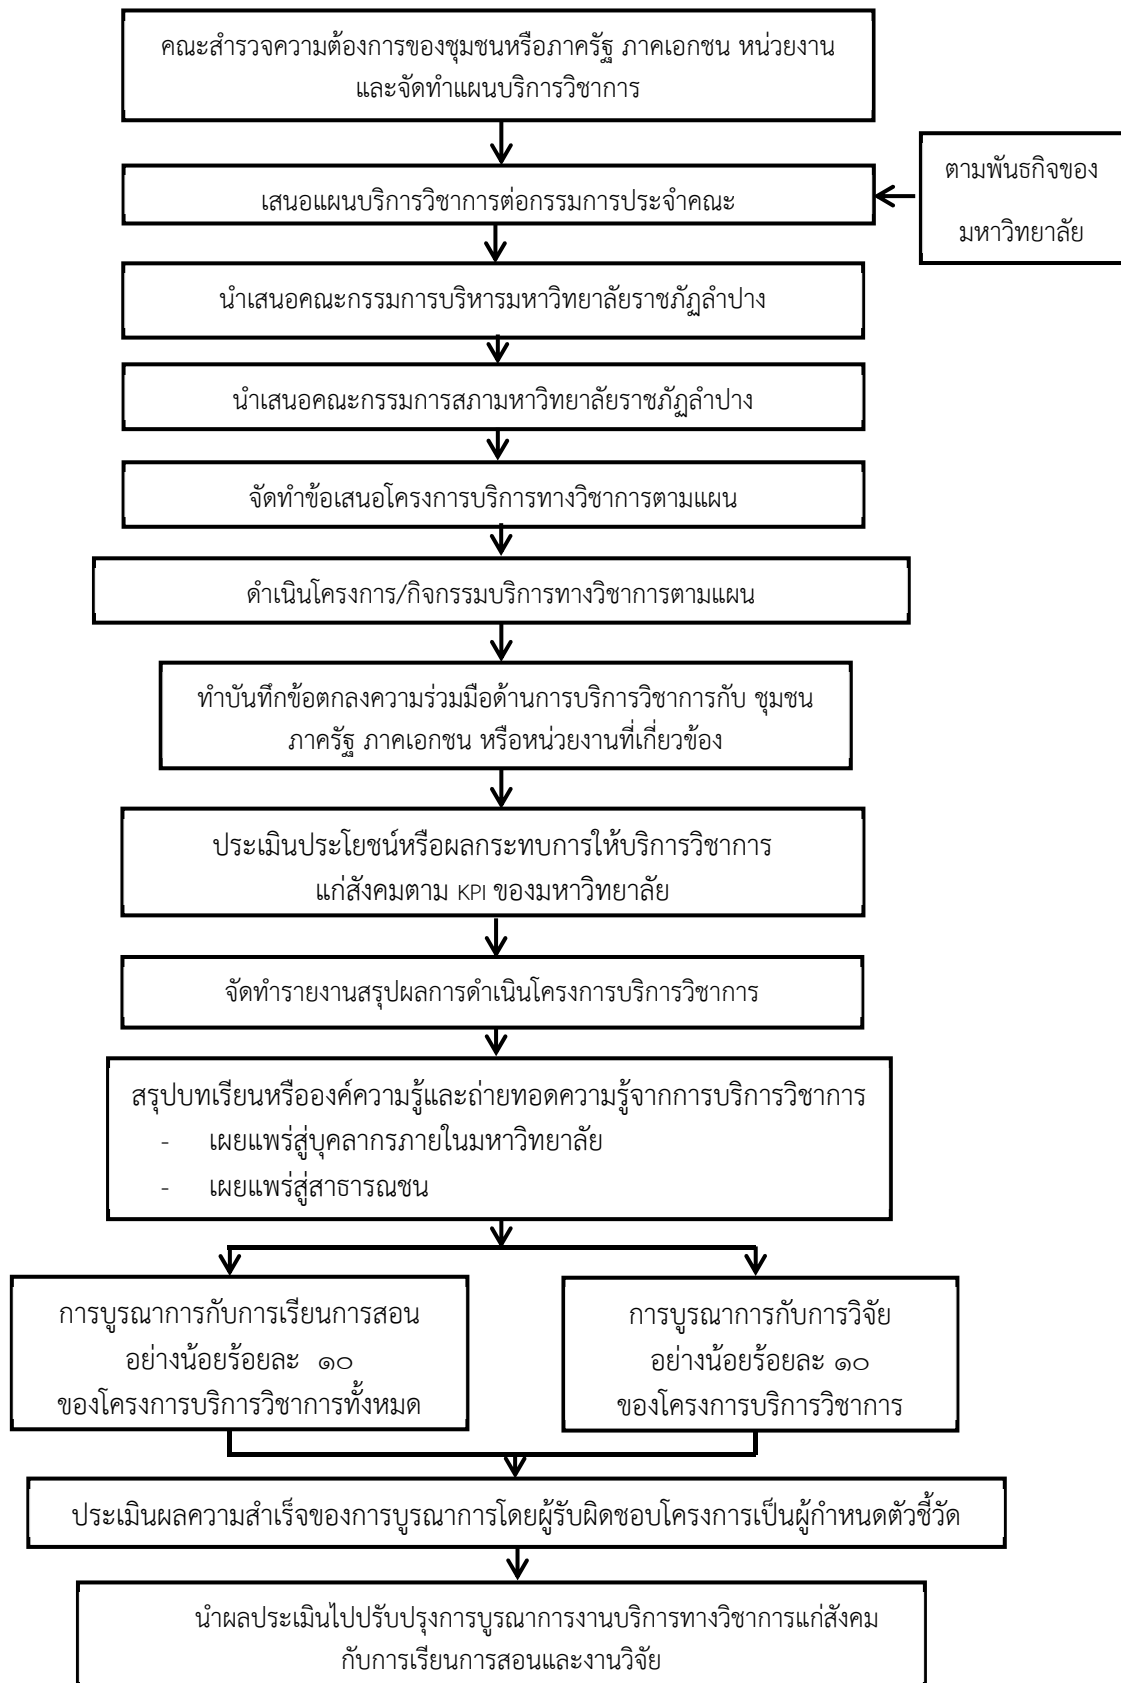 คณะสำรวจความต้องการของชุมชนหรือภาครัฐ ภาคเอกชน หน่วยงาน
และจัดทำแผนบริการวิชาการ
ตามพันธกิจของ
มหาวิทยาลัย
เสนอแผนบริการวิชาการต่อกรรมการประจำคณะ
นำเสนอคณะกรรมการบริหารมหาวิทยาลัยราชภัฏลำปาง
นำเสนอคณะกรรมการสภามหาวิทยาลัยราชภัฏลำปาง
จัดทำข้อเสนอโครงการบริการทางวิชาการตามแผน
ดำเนินโครงการ/กิจกรรมบริการทางวิชาการตามแผน
ทำบันทึกข้อตกลงความร่วมมือด้านการบริการวิชาการกับ ชุมชน
ภาครัฐ ภาคเอกชน หรือหน่วยงานที่เกี่ยวข้อง
ประเมินประโยชน์หรือผลกระทบการให้บริการวิชาการ
แก่สังคมตาม KPI ของมหาวิทยาลัย
จัดทำรายงานสรุปผลการดำเนินโครงการบริการวิชาการ
สรุปบทเรียนหรือองค์ความรู้และถ่ายทอดความรู้จากการบริการวิชาการ
- เผยแพร่สู่บุคลากรภายในมหาวิทยาลัย
- เผยแพร่สู่สาธารณชน
การบูรณาการกับการเรียนการสอน
อย่างน้อยร้อยละ ๑๐
ของโครงการบริการวิชาการทั้งหมด
การบูรณาการกับการวิจัย
อย่างน้อยร้อยละ ๑๐
ของโครงการบริการวิชาการ
ประเมินผลความสำเร็จของการบูรณาการโดยผู้รับผิดชอบโครงการเป็นผู้กำหนดตัวชี้วัด
นำผลประเมินไปปรับปรุงการบูรณาการงานบริการทางวิชาการแก่สังคม
กับการเรียนการสอนและงานวิจัย